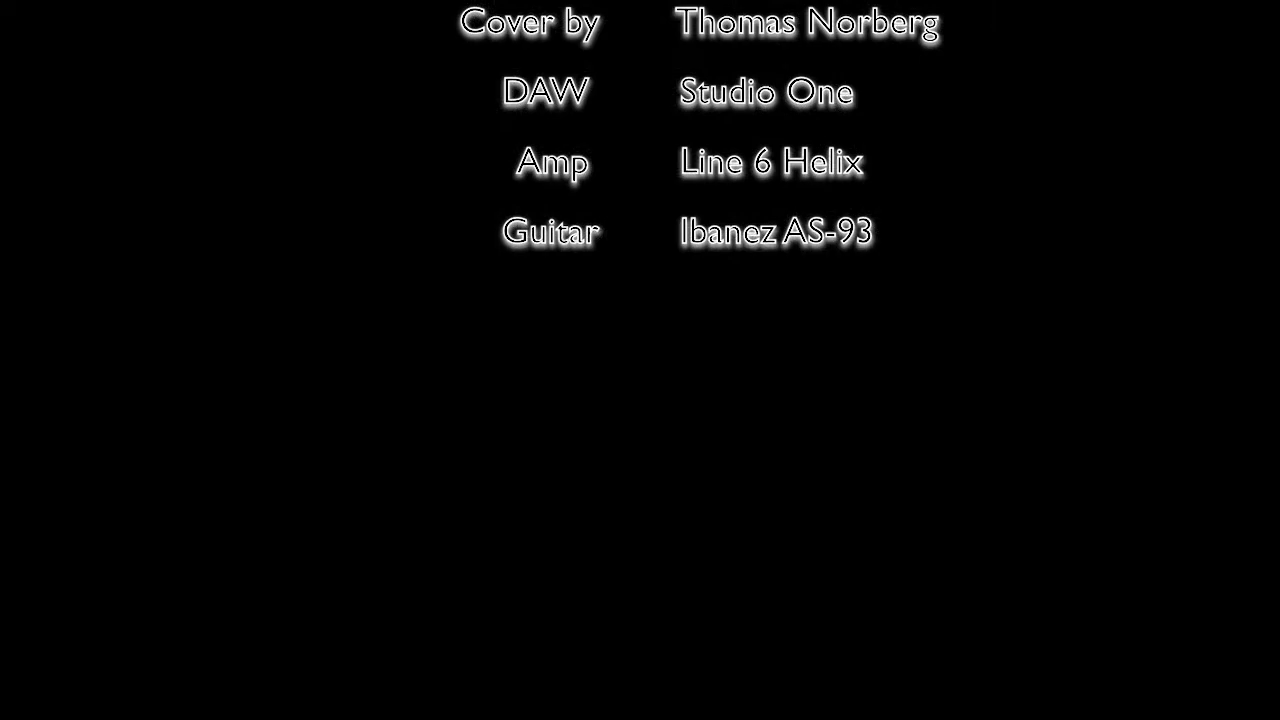 Cover by Thomas Norberg
DAW Studio One
Amp Line 6 Helix
Guitar Ibanez AS-93